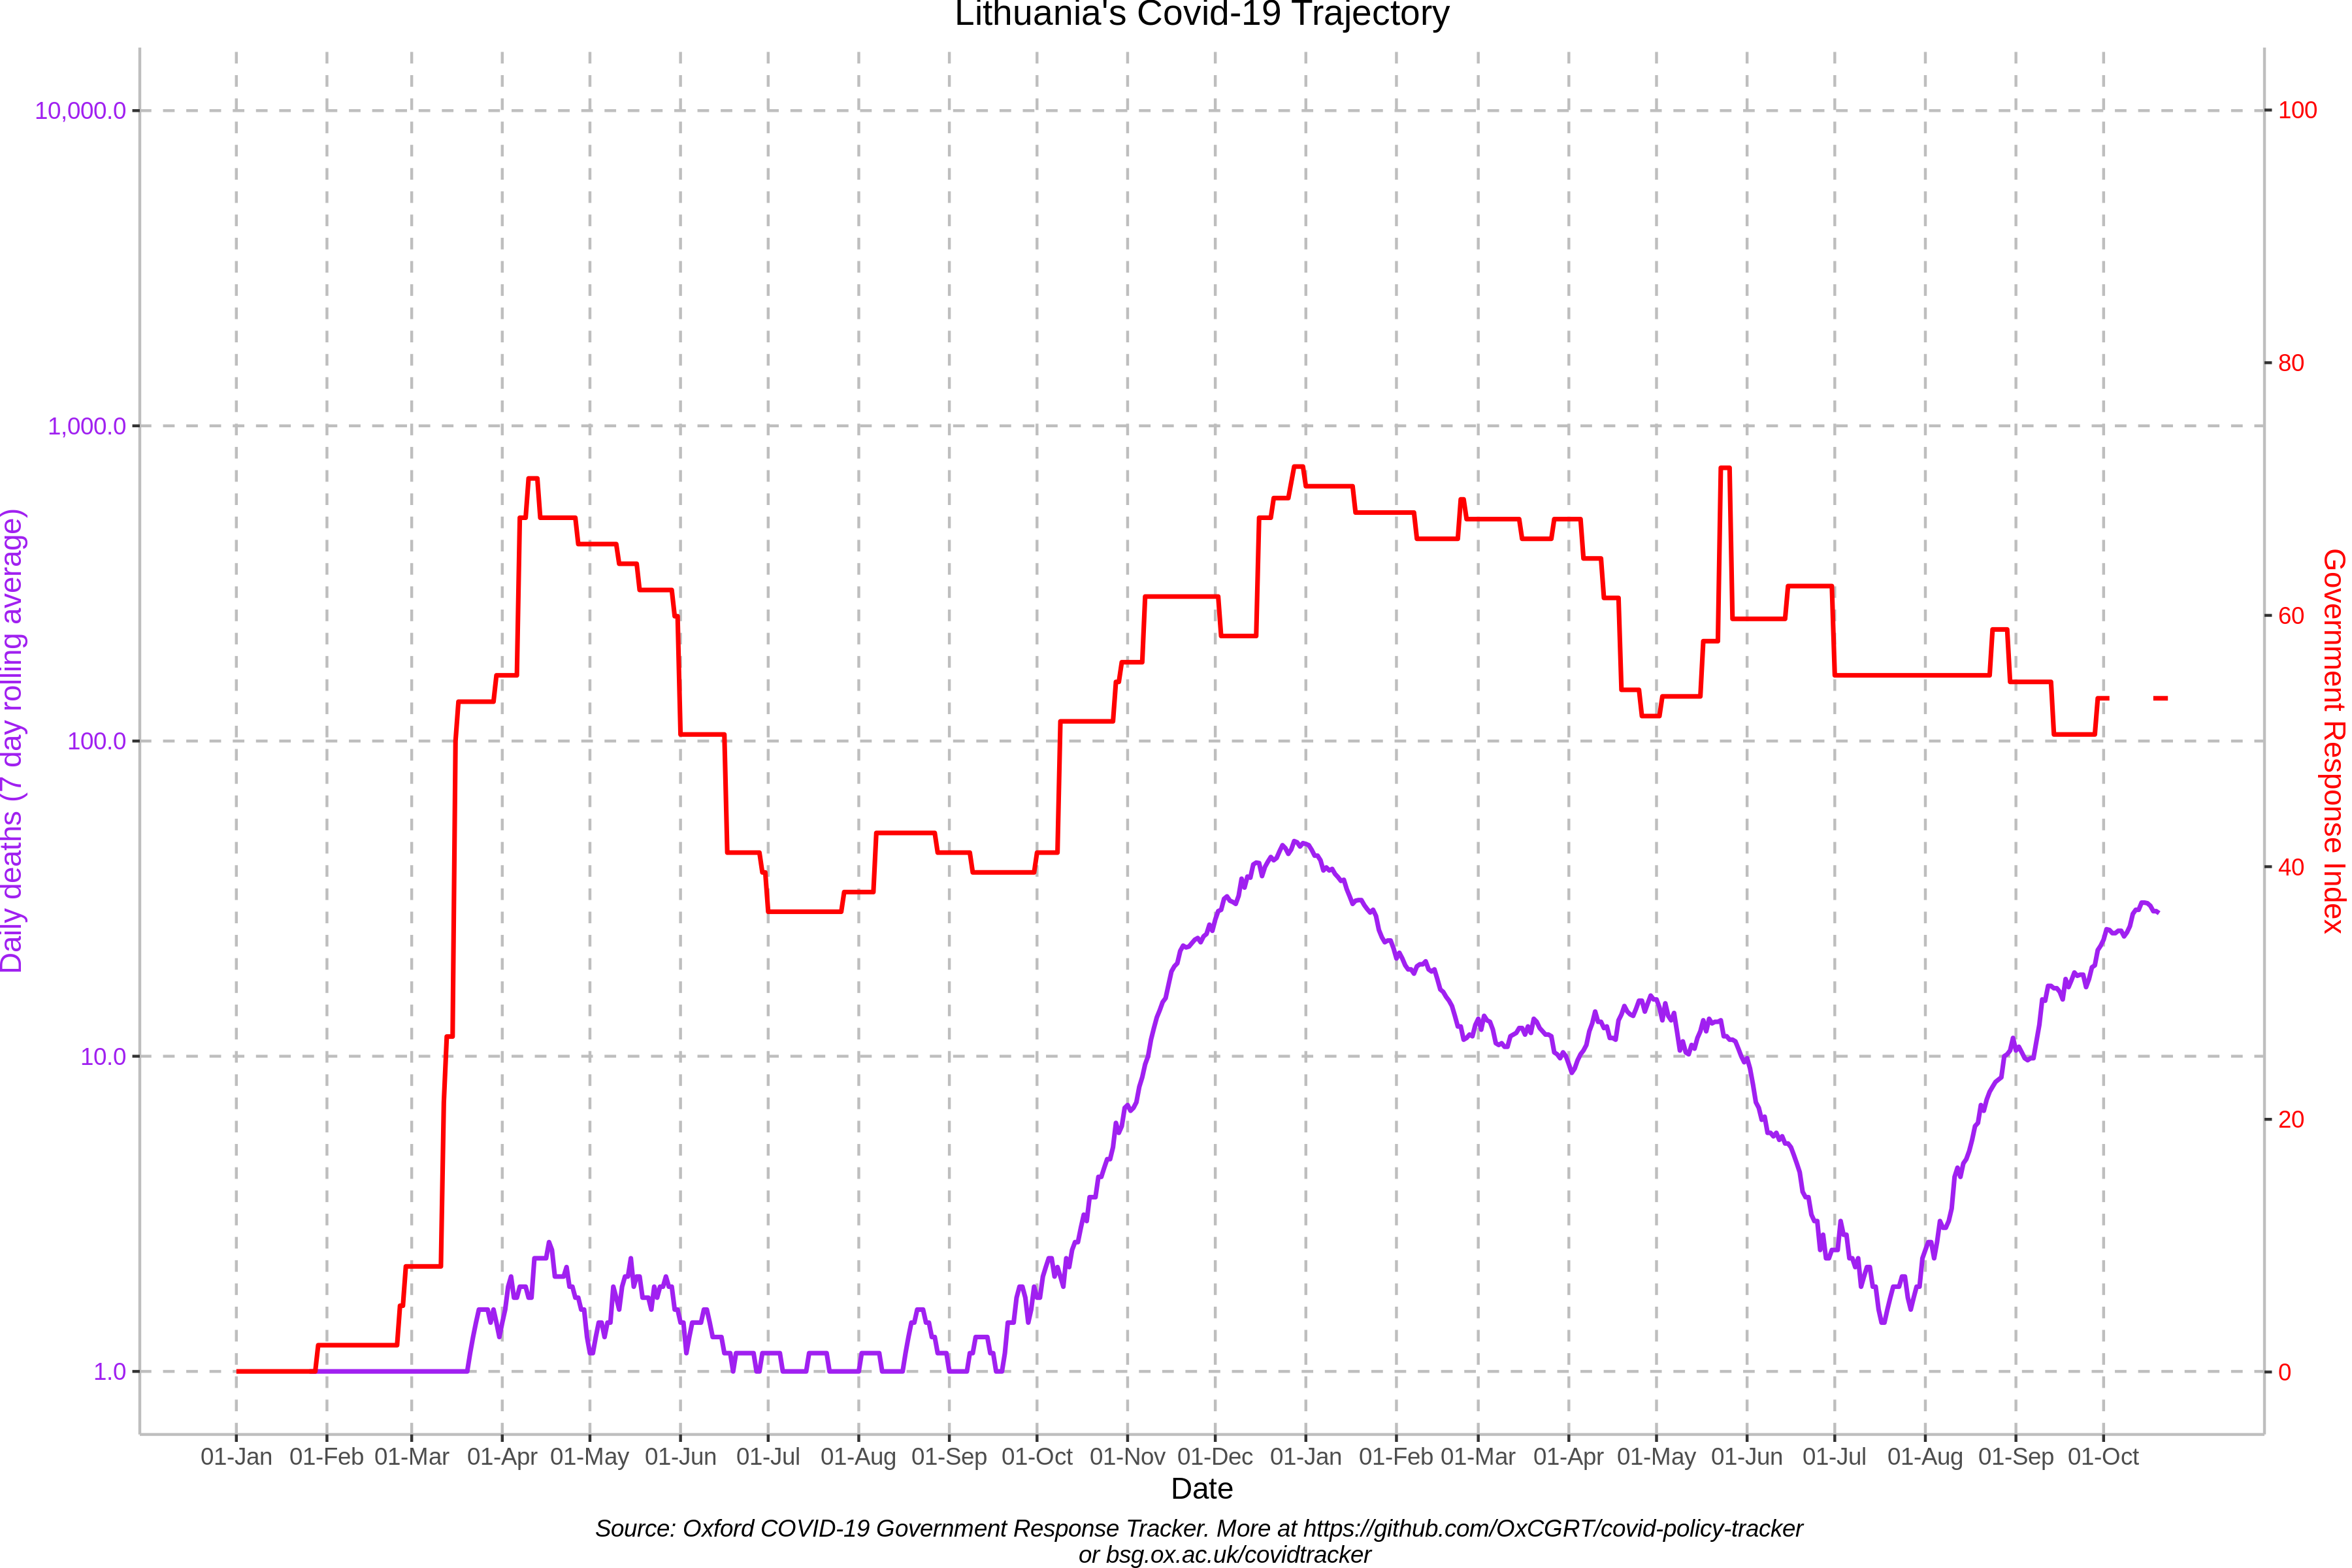 Lithuania's Covid-19 Trajectory
10,000.0
1,000.0
100.0
10.0
1.0
Daily deaths (7 day rolling average)
100
80
60
40
20
0
Government Response Index
01-Jan 01-Feb 01-Mar 01-Apr 01-May 01-Jun 01-Jul 01-Aug 01-Sep 01-Oct 01-Nov 01-Dec 01-Jan 01-Feb 01-Mar 01-Apr 01-May 01-Jun 01-Jul 01-Aug 01-Sep 01-Oct
Date
Source: Oxford COVID-19 Government Response Tracker. More at https://github.com/OxCGRT/covid-policy-tracker
or bsg.ox.ac.uk/covidtracker